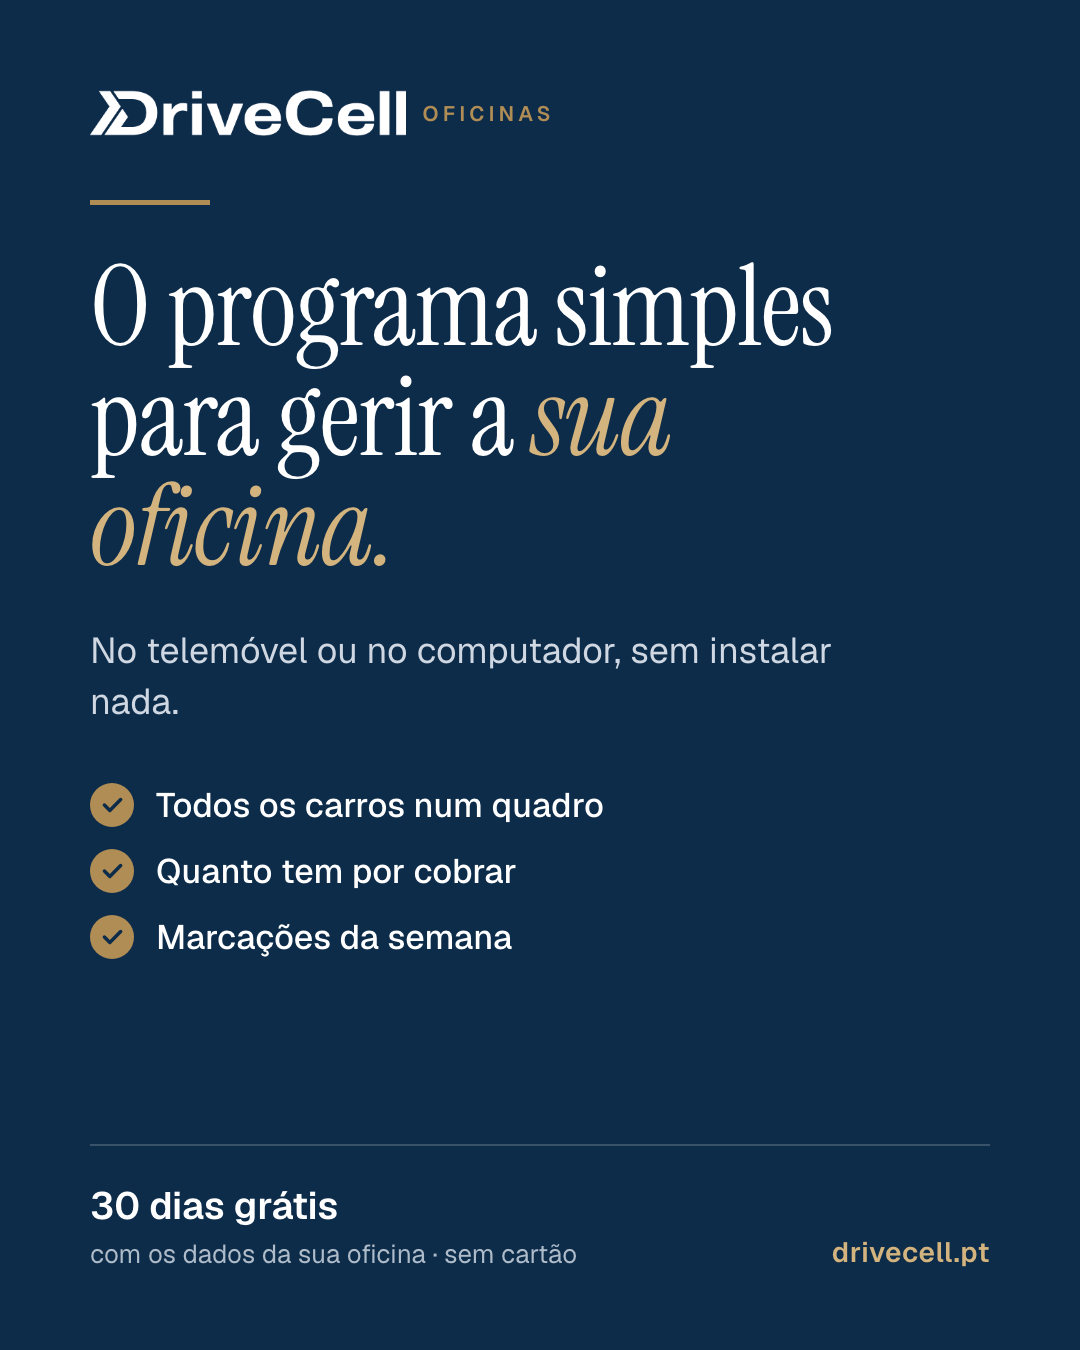 DriveCell OFICINAS
O programa simples
para gerir a sua
oficina.
No telemóvel ou no computador, sem instalar
nada.
Todos os carros num quadro
Quanto tem por cobrar
Marcações da semana
30 dias grátis
com os dados da sua oficina · sem cartão
drivecell.pt